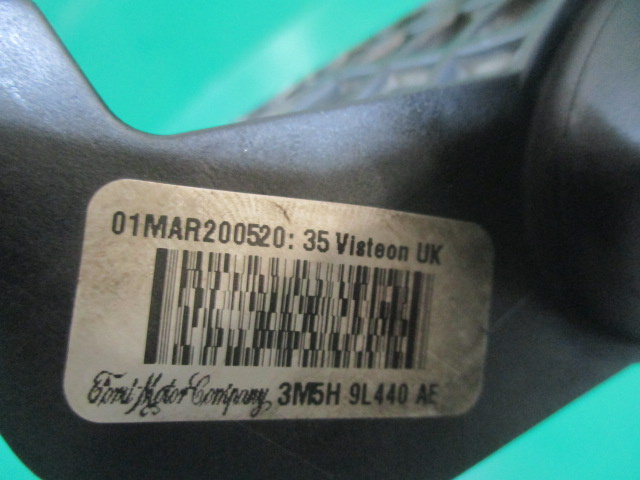 01MAR200520: 35 Visteon UK
Ford Motor Company 3M5H 9L440 AE